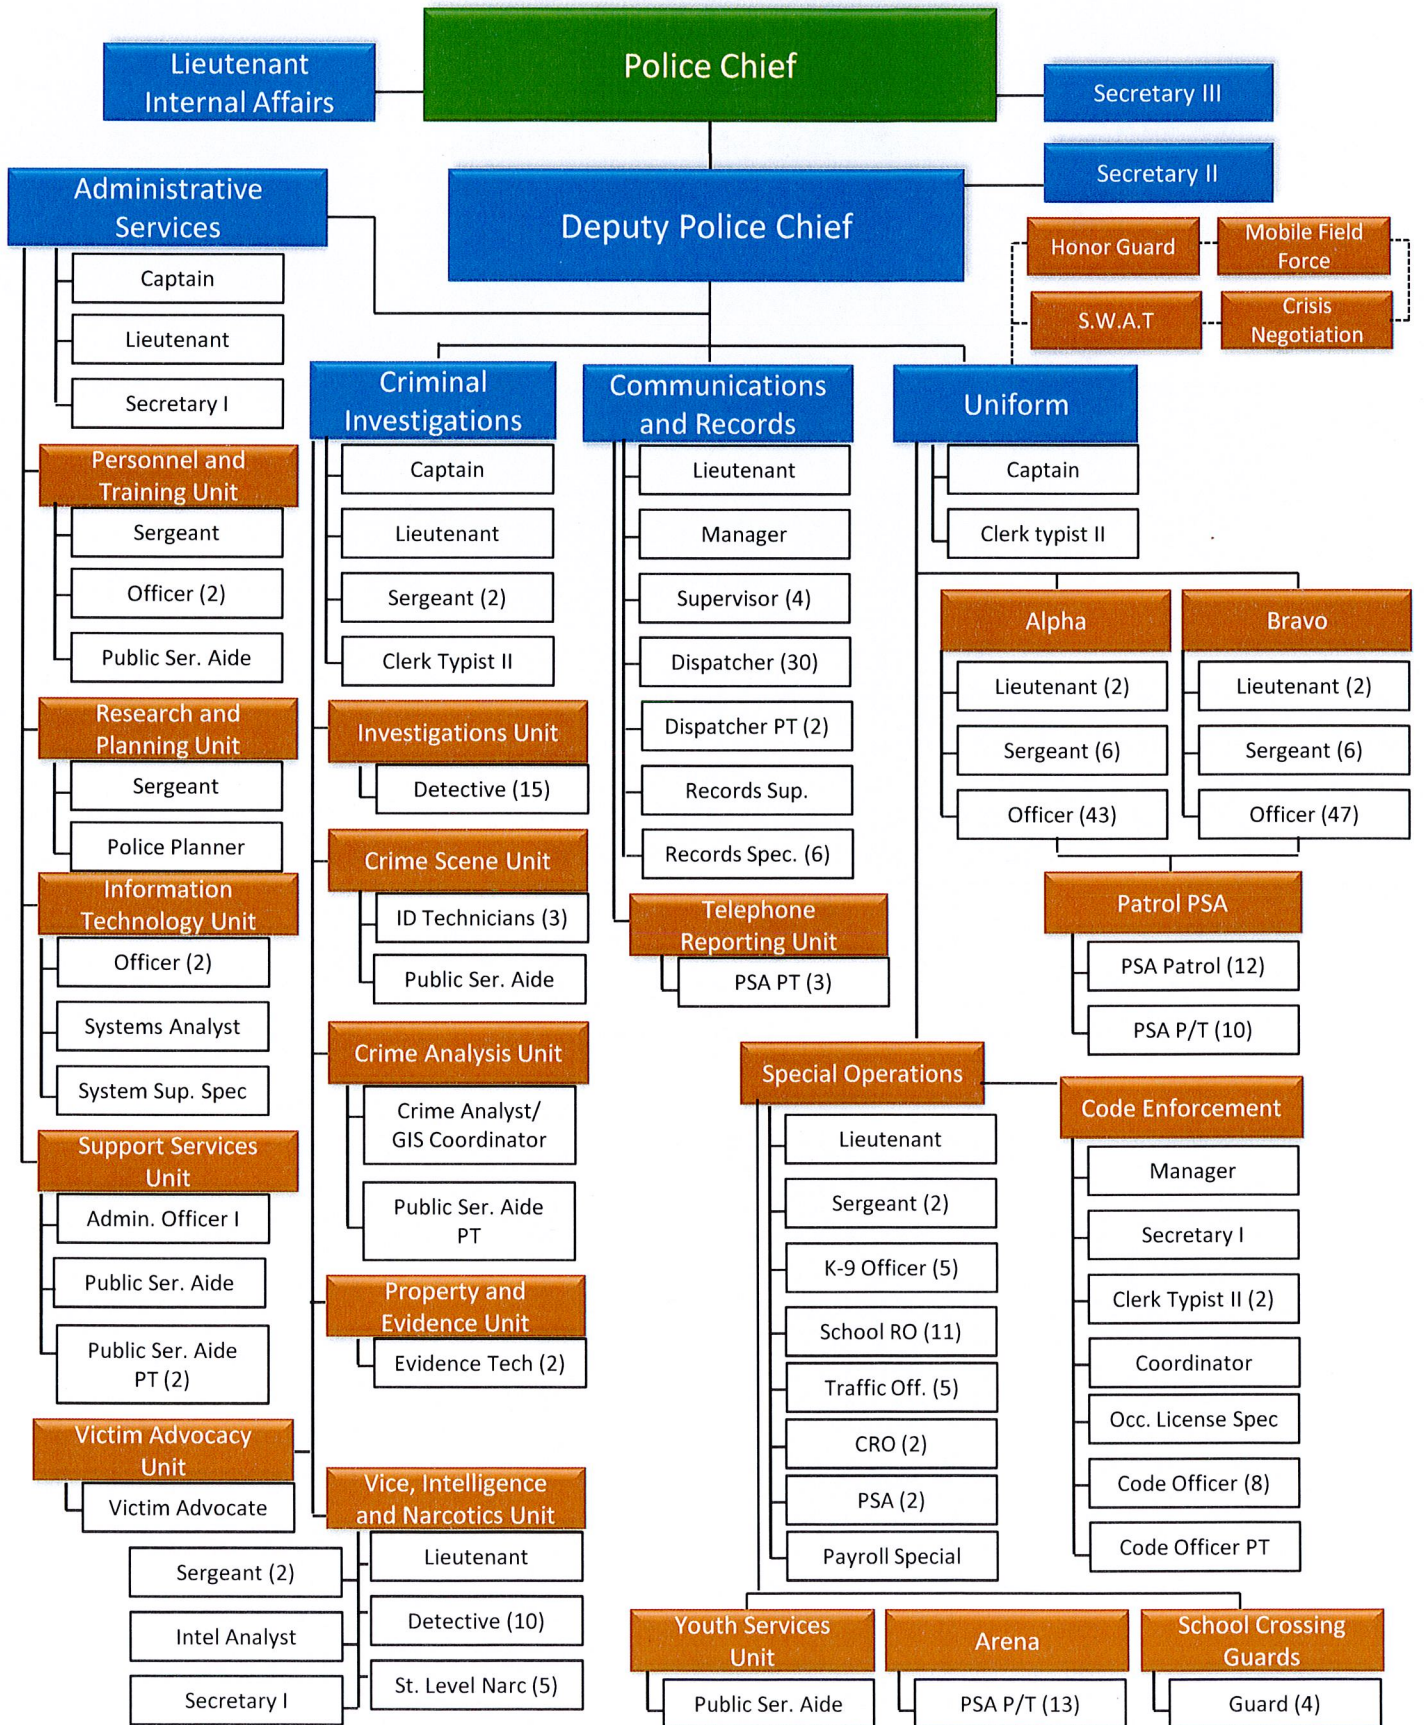 Police Chief
Lieutenant
Internal Affairs
Secretary III
Deputy Police Chief
Secretary II
Honor Guard
Mobile Field
Force
S.W.A.T
Crisis
Negotiation
Administrative
Services
Captain
Lieutenant
Secretary I
Personnel and
Training Unit
Sergeant
Officer (2)
Public Ser. Aide
Research and
Planning Unit
Sergeant
Police Planner
Information
Technology Unit
Officer (2)
Systems Analyst
System Sup. Spec
Support Services
Unit
Admin. Officer I
Public Ser. Aide
Public Ser. Aide
PT (2)
Criminal
Investigations
Captain
Lieutenant
Sergeant (2)
Clerk Typist II
Investigations Unit
Detective (15)
Crime Scene Unit
ID Technicians (3)
Public Ser. Aide
Crime Analysis Unit
Crime Analyst/
GIS Coordinator
Public Ser. Aide
PT
Property and
Evidence Unit
Evidence Tech (2)
Victim Advocacy
Unit
Victim Advocate
Vice, Intelligence
and Narcotics Unit
Lieutenant
Sergeant (2)
Detective (10)
Intel Analyst
St. Level Narc (5)
Secretary I
Communications
and Records
Lieutenant
Manager
Supervisor (4)
Dispatcher (30)
Dispatcher PT (2)
Records Sup.
Records Spec. (6)
Telephone
Reporting Unit
PSA PT (3)
Uniform
Captain
Clerk typist II
Alpha
Lieutenant (2)
Sergeant (6)
Officer (43)
Bravo
Lieutenant (2)
Sergeant (6)
Officer (47)
Patrol PSA
PSA Patrol (12)
PSA P/T (10)
Special Operations
Lieutenant
Sergeant (2)
K-9 Officer (5)
School RO (11)
Traffic Off. (5)
CRO (2)
PSA (2)
Payroll Special
Code Enforcement
Manager
Secretary I
Clerk Typist II (2)
Coordinator
Occ. License Spec
Code Officer (8)
Code Officer PT
Youth Services
Unit
Public Ser. Aide
Arena
PSA P/T (13)
School Crossing
Guards
Guard (4)